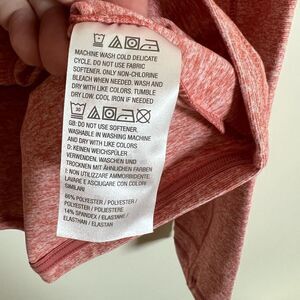 MACHINE WASH COLD DELICATE
CYCLE. DO NOT USE FABRIC
SOFTENER. ONLY NON-CHLORINE
BLEACH WHEN NEEDED. WASH AND
DRY WITH LIKE COLORS. TUMBLE
DRY LOW. COOL IRON IF NEEDED
30
GB: DO NOT USE SOFTENER.
WASHABLE IN WASHING MACHINE
AND DRY WITH LIKE COLORS
D: KEINEN WEICHSPÜLER
VERWENDEN. WASCHEN UND
TROCKNEN MIT ÄHNLICHEN FARBEN
I: NON UTILIZZARE AMMORBIDENTE.
LAVARE E ASCIUGARE CON COLORI
SIMILARI
86% POLYESTER / POLYESTER /
POLIESTERE / POLYESTER
14% SPANDEX / ELASTANE /
ELASTHAN / ELASTAN